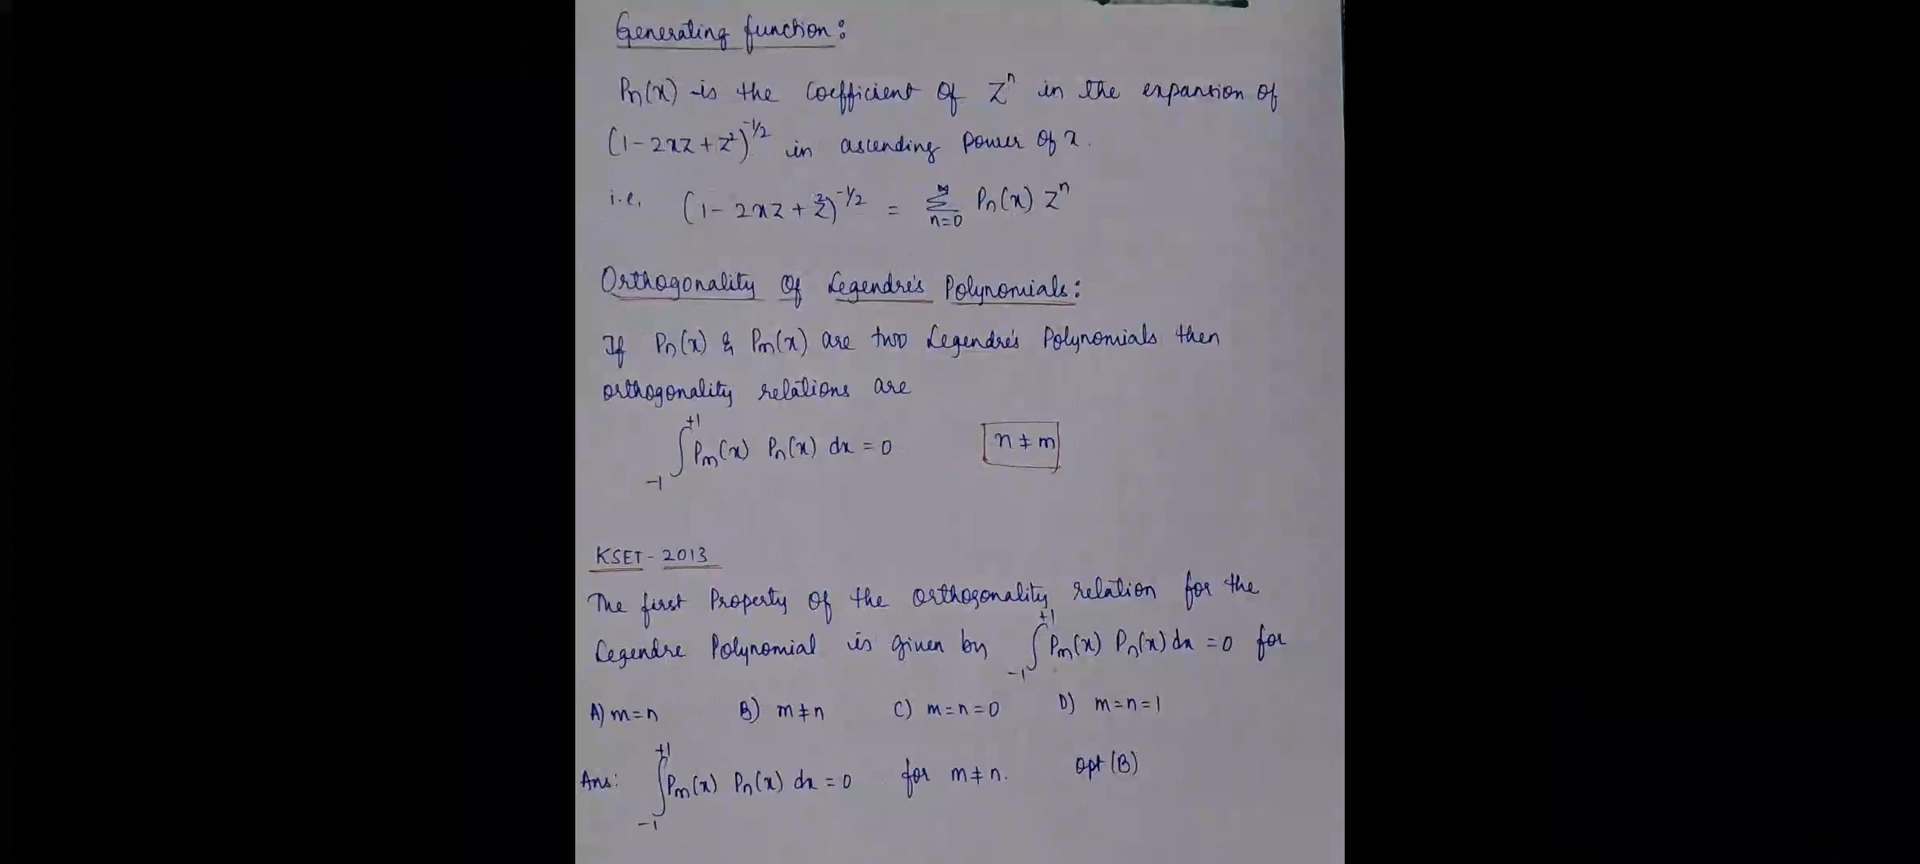 Generating function:
Pn(x) is the coefficient of Z^n in the expansion of
(1-2xz+z²)^-1/2 in ascending power of x.
i.e. (1-2xz+z²)^-1/2 = Σ_{n=0}^∞ Pn(x) Z^n
Orthogonality of Legendre's Polynomials:
If Pn(x) & Pm(x) are two Legendre's Polynomials then
orthogonality relations are
∫_{-1}^{+1} Pm(x) Pn(x) dx = 0 n ≠ m
KSET-2013
The first Property of the orthogonality relation for the
Legendre Polynomial is given by ∫_{-1}^{+1} Pm(x) Pn(x) dx = 0 for
A) m=n B) m≠n C) m=n=0 D) m=n=1
Ans: ∫_{-1}^{+1} Pm(x) Pn(x) dx = 0 for m≠n. opt (B)